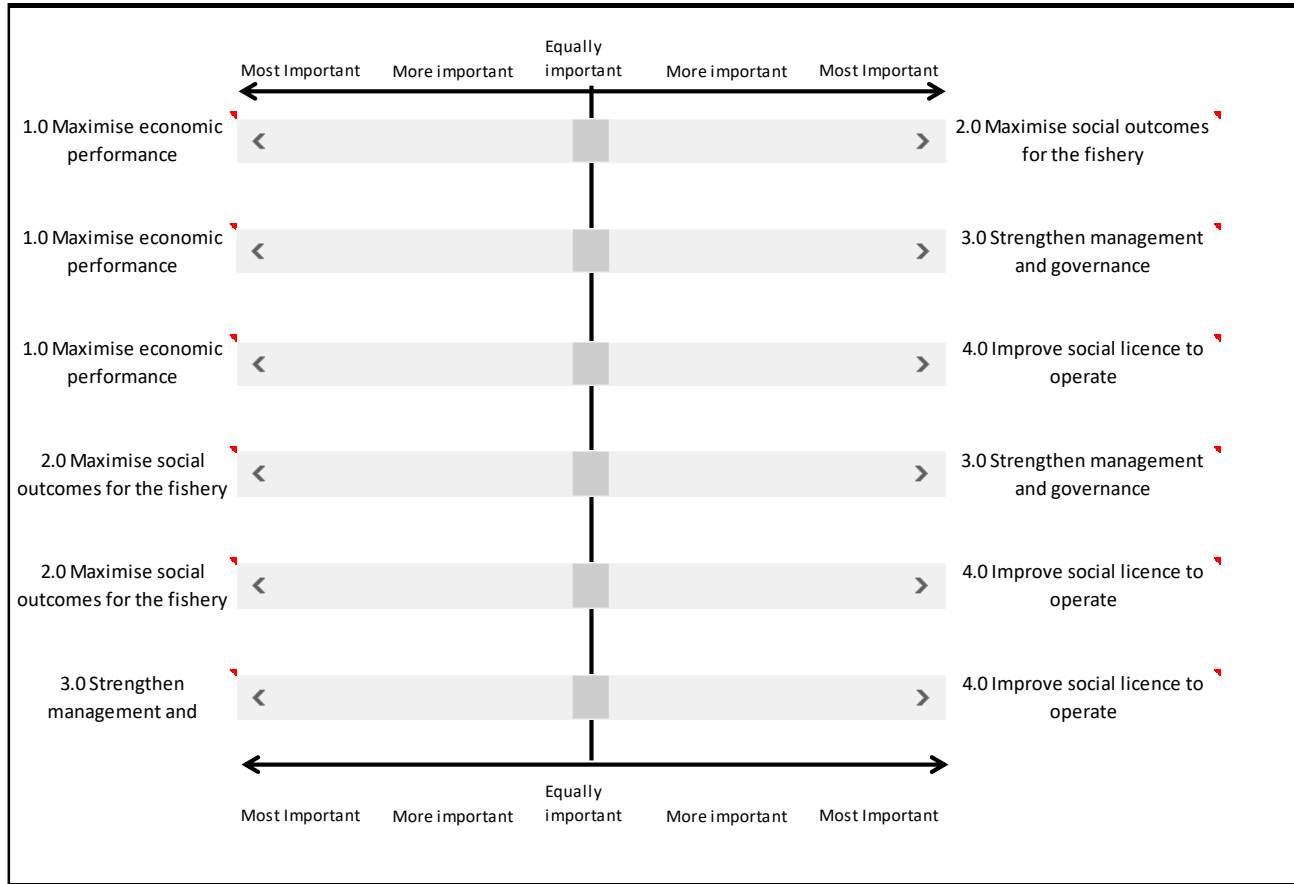 Equally
Most Important More important important More important Most Important
1.0 Maximise economic 2.0 Maximise social outcomes
performance for the fishery
1.0 Maximise economic 3.0 Strengthen management
performance and governance
1.0 Maximise economic 4.0 Improve social licence to
performance operate
2.0 Maximise social 3.0 Strengthen management
outcomes for the fishery and governance
2.0 Maximise social 4.0 Improve social licence to
outcomes for the fishery operate
3.0 Strengthen 4.0 Improve social licence to
management and operate
Equally
Most Important More important important More important Most Important